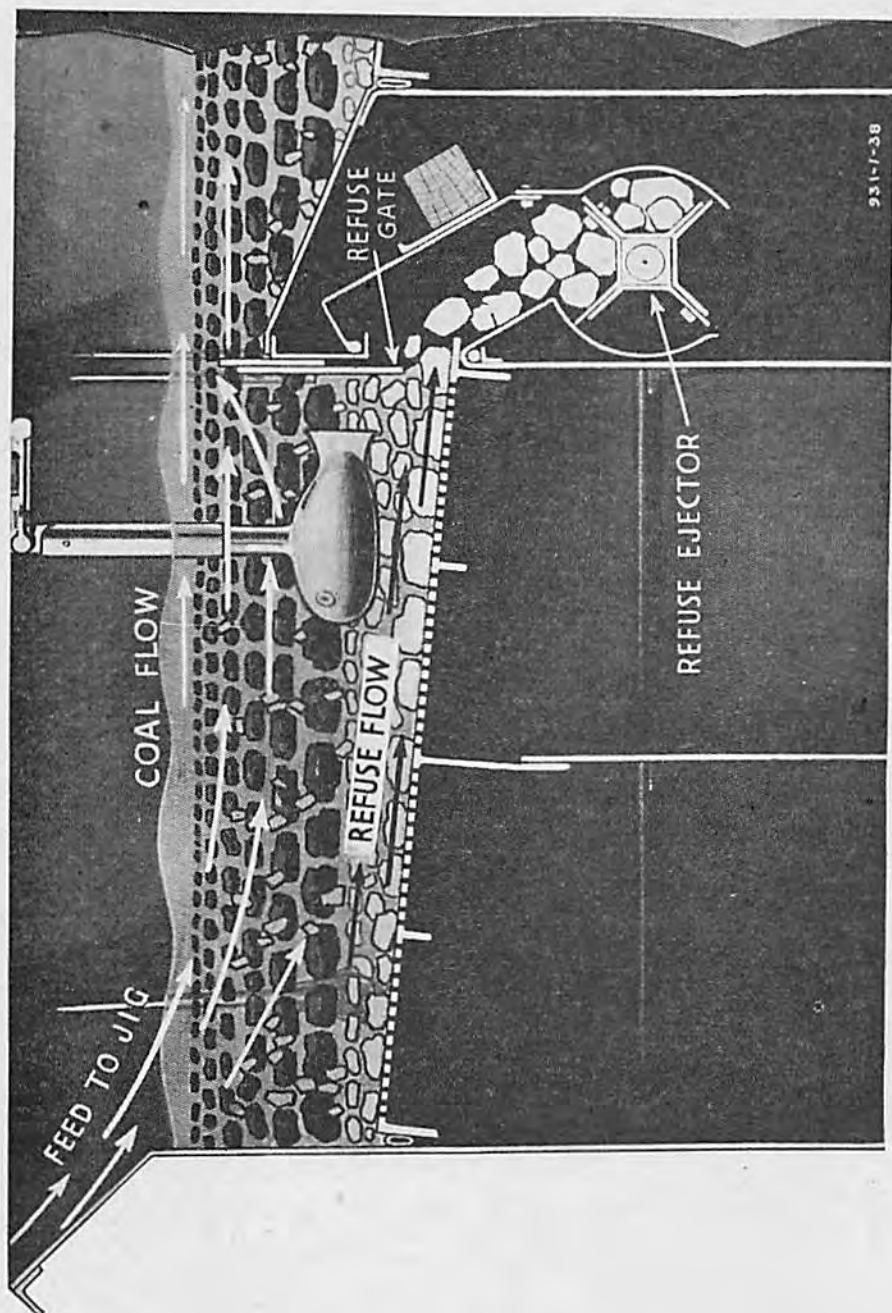 FEED TO JIG
COAL FLOW
REFUSE FLOW
REFUSE
GATE
REFUSE EJECTOR
931-1-38